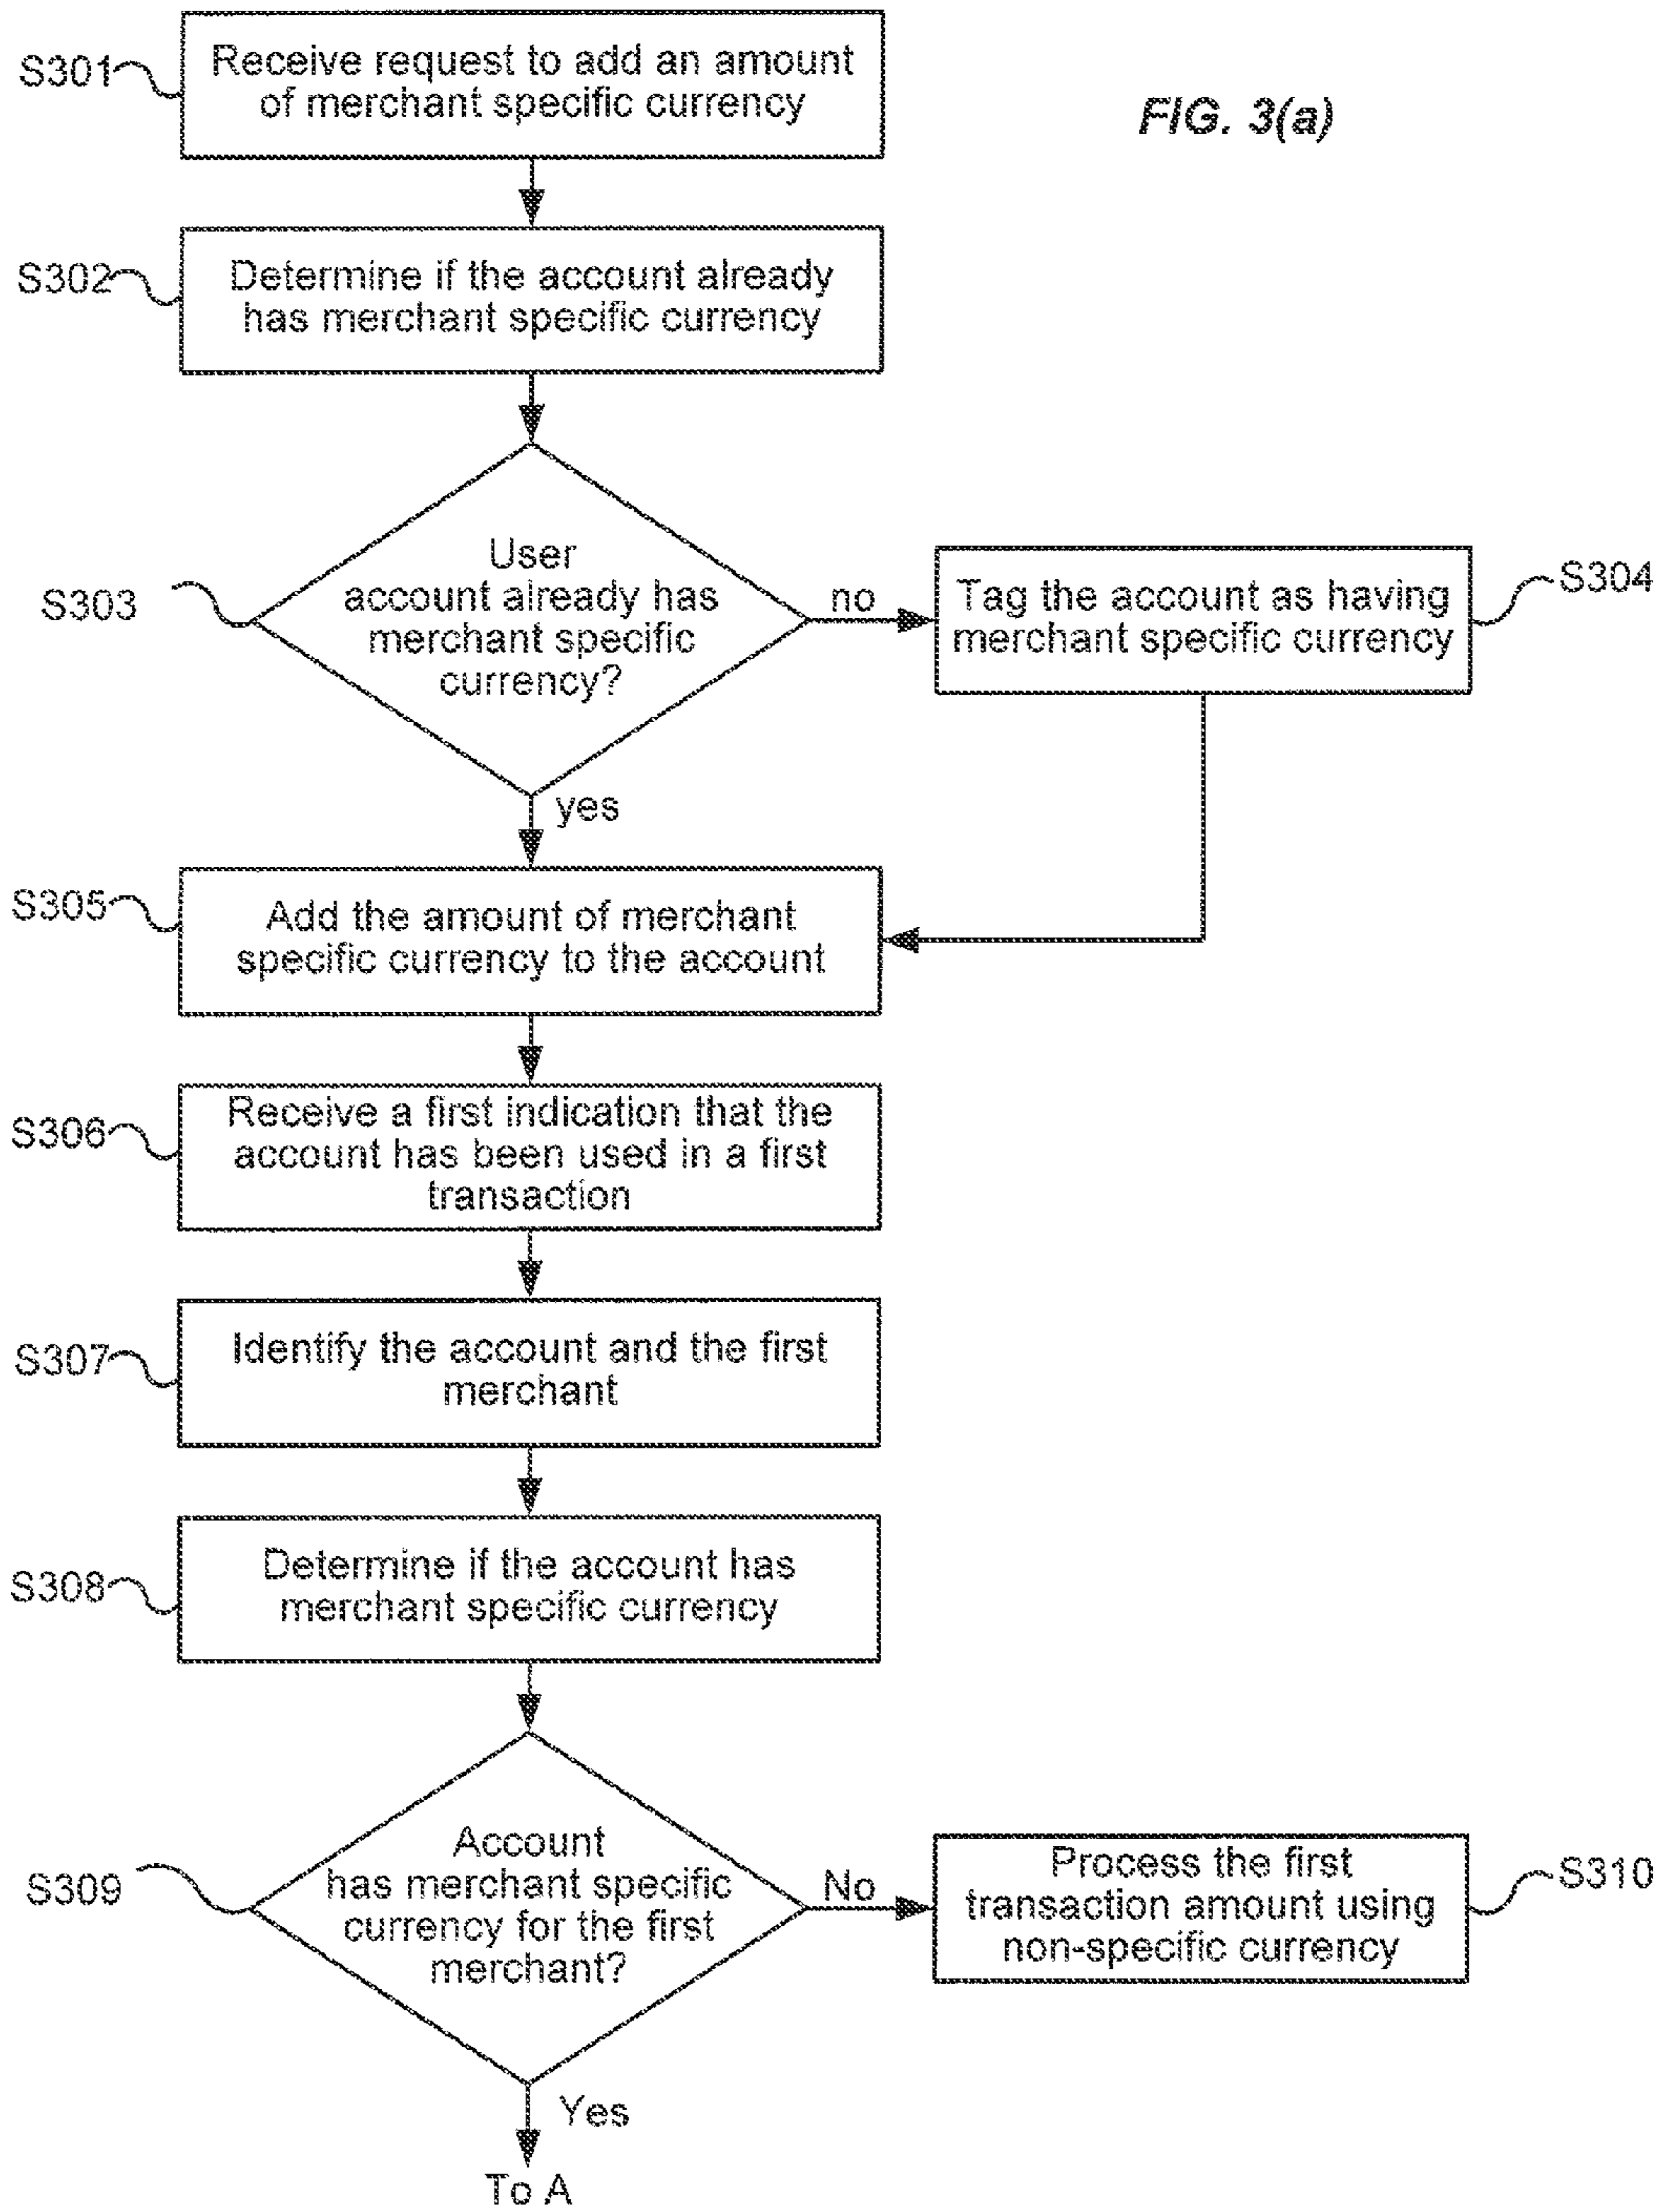 FIG. 3(a)
S301
Receive request to add an amount
of merchant specific currency
S302
Determine if the account already
has merchant specific currency
S303
User
account already has
merchant specific
currency?
no
Tag the account as having
merchant specific currency
S304
yes
S305
Add the amount of merchant
specific currency to the account
S306
Receive a first indication that the
account has been used in a first
transaction
S307
Identify the account and the first
merchant
S308
Determine if the account has
merchant specific currency
S309
Account
has merchant specific
currency for the first
merchant?
No
Process the first
transaction amount using
non-specific currency
S310
Yes
To A